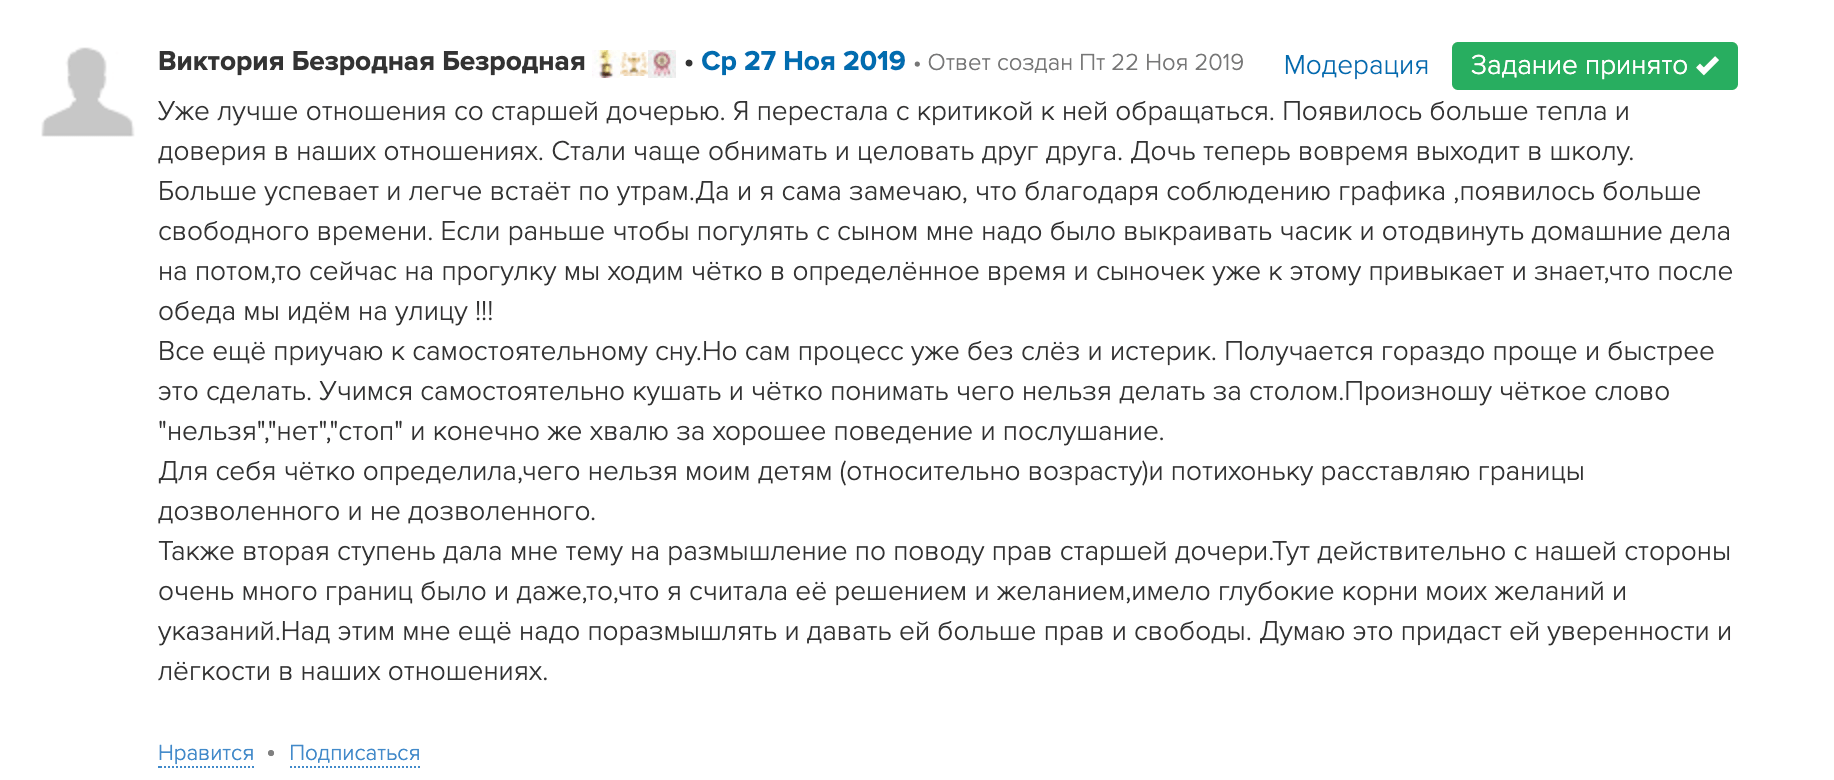 Виктория Безродная Безродная • Ср 27 Ноя 2019 • Ответ создан Пт 22 Ноя 2019 Модерация Задание принято ✔
Уже лучше отношения со старшей дочерью. Я перестала с критикой к ней обращаться. Появилось больше тепла и
доверия в наших отношениях. Стали чаще обнимать и целовать друг друга. Дочь теперь вовремя выходит в школу.
Больше успевает и легче встаёт по утрам.Да и я сама замечаю, что благодаря соблюдению графика ,появилось больше
свободного времени. Если раньше чтобы погулять с сыном мне надо было выкраивать часик и отодвинуть домашние дела
на потом,то сейчас на прогулку мы ходим чётко в определённое время и сыночек уже к этому привыкает и знает,что после
обеда мы идём на улицу !!!
Все ещё приучаю к самостоятельному сну.Но сам процесс уже без слёз и истерик. Получается гораздо проще и быстрее
это сделать. Учимся самостоятельно кушать и чётко понимать чего нельзя делать за столом.Произношу чёткое слово
"нельзя","нет","стоп" и конечно же хвалю за хорошее поведение и послушание.
Для себя чётко определила,чего нельзя моим детям (относительно возрасту)и потихоньку расставляю границы
дозволенного и не дозволенного.
Также вторая ступень дала мне тему на размышление по поводу прав старшей дочери.Тут действительно с нашей стороны
очень много границ было и даже,то,что я считала её решением и желанием,имело глубокие корни моих желаний и
указаний.Над этим мне ещё надо поразмышлять и давать ей больше прав и свободы. Думаю это придаст ей уверенности и
лёгкости в наших отношениях.
Нравится • Подписаться